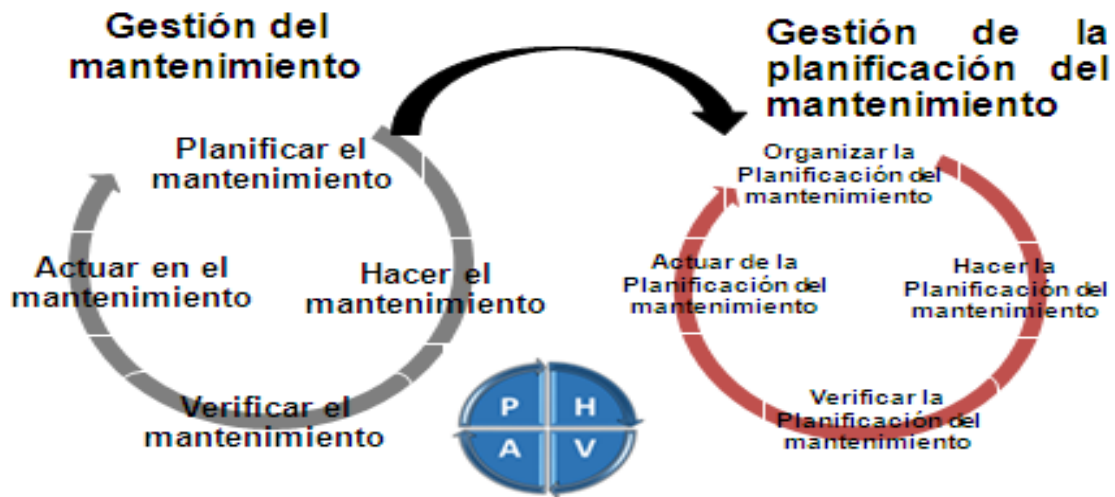 Gestión del
mantenimiento
Planificar el
mantenimiento
Hacer el
mantenimiento
Verificar el
mantenimiento
Actuar en el
mantenimiento
P H
A V
Gestión de la
planificación del
mantenimiento
Organizar la
Planificación del
mantenimiento
Hacer la
Planificación del
mantenimiento
Verificar la
Planificación del
mantenimiento
Actuar de la
Planificación del
mantenimiento